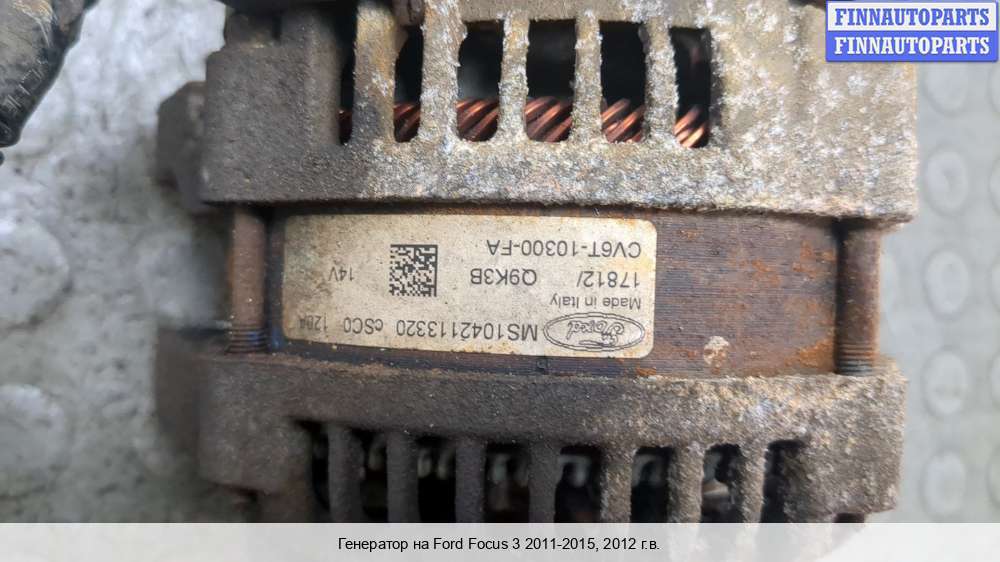 FINNAUTOPARTS
FINNAUTOPARTS
Ford
MS1042113320 cSC0 120A
Made in Italy
17812/ Q9K3B 14V
CV6T-10300-FA
Генератор на Ford Focus 3 2011-2015, 2012 г.в.